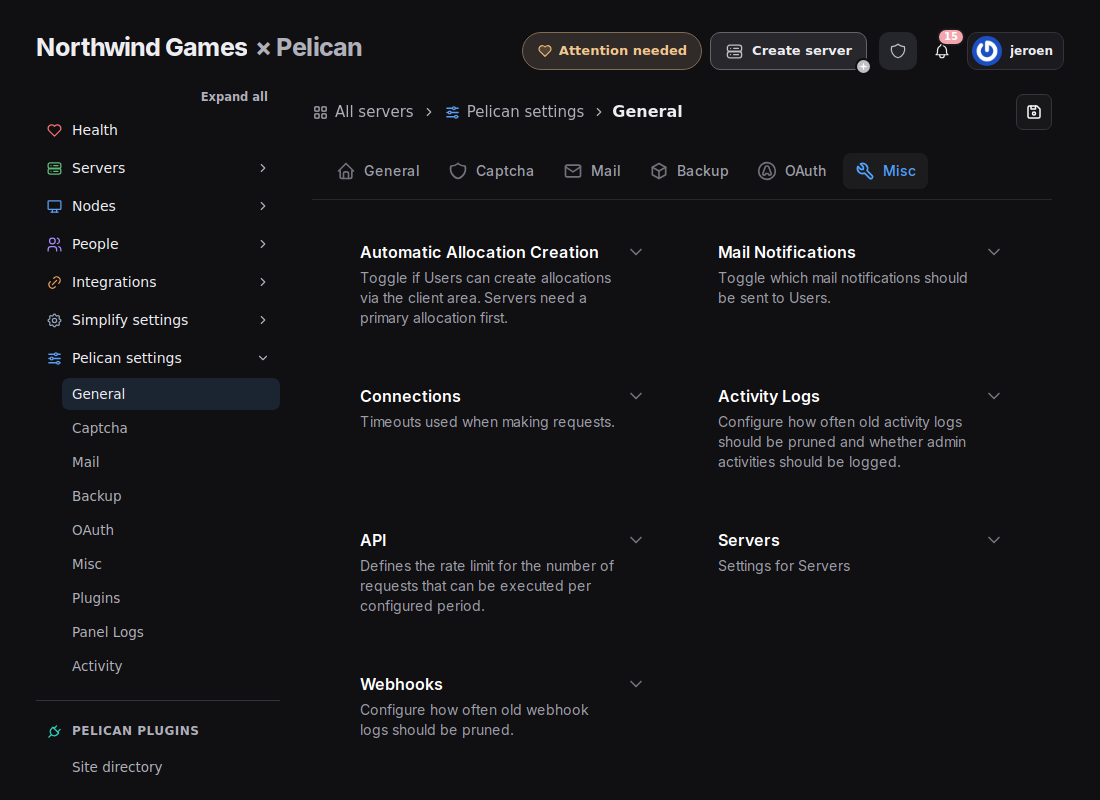 Northwind Games × Pelican
Attention needed
Create server
15
jeroen
Expand all
Health
Servers
Nodes
People
Integrations
Simplify settings
Pelican settings
General
Captcha
Mail
Backup
OAuth
Misc
Plugins
Panel Logs
Activity
PELICAN PLUGINS
Site directory
All servers > Pelican settings > General
General
Captcha
Mail
Backup
OAuth
Misc
Automatic Allocation Creation
Toggle if Users can create allocations
via the client area. Servers need a
primary allocation first.
Mail Notifications
Toggle which mail notifications should
be sent to Users.
Connections
Timeouts used when making requests.
Activity Logs
Configure how often old activity logs
should be pruned and whether admin
activities should be logged.
API
Defines the rate limit for the number of
requests that can be executed per
configured period.
Servers
Settings for Servers
Webhooks
Configure how often old webhook
logs should be pruned.